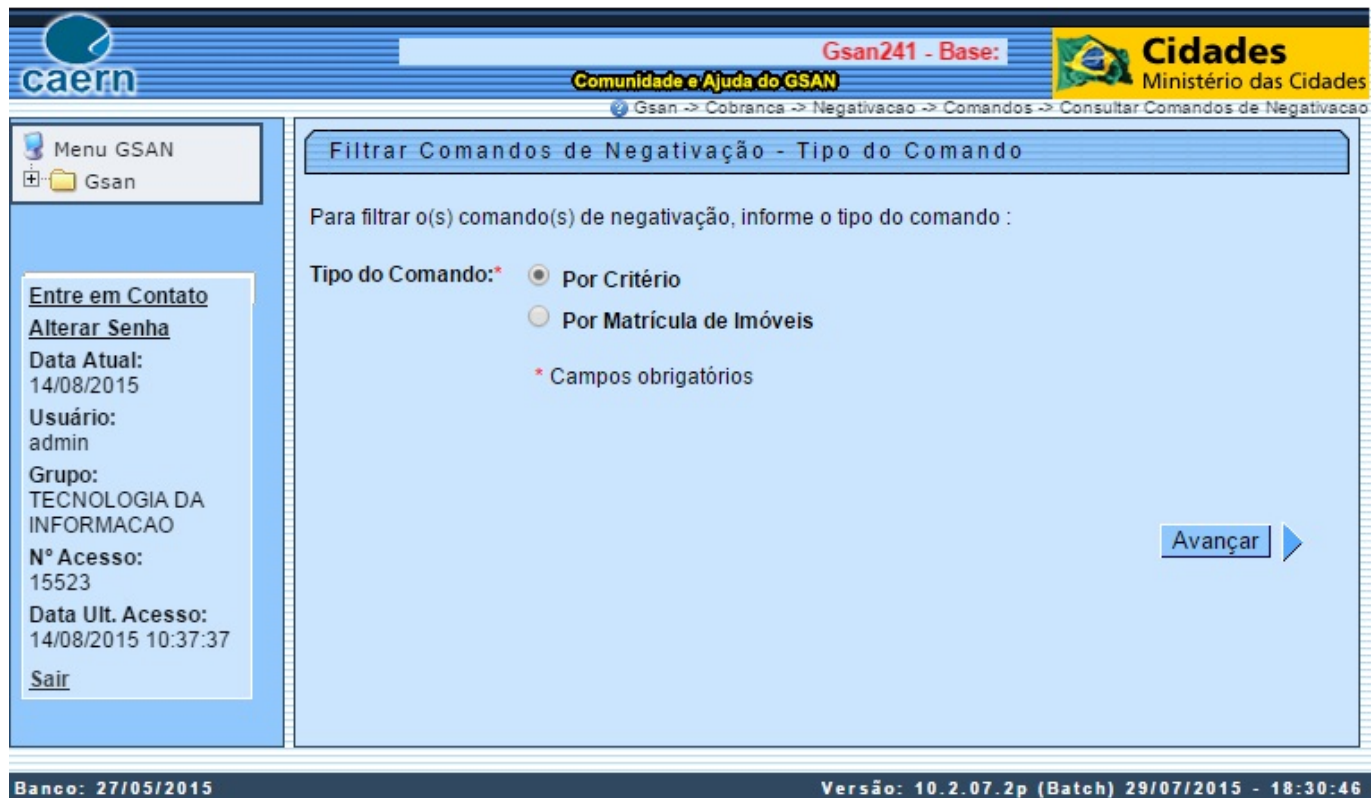 caern
Gsan241 - Base:
Comunidade e Ajuda do GSAN
Cidades
Ministério das Cidades
Gsan -> Cobranca -> Negativacao -> Comandos -> Consultar Comandos de Negativacao
Menu GSAN
Gsan
Filtrar Comandos de Negativação - Tipo do Comando
Para filtrar o(s) comando(s) de negativação, informe o tipo do comando :
Tipo do Comando:* Por Critério
Por Matrícula de Imóveis
* Campos obrigatórios
Avançar
Entre em Contato
Alterar Senha
Data Atual:
14/08/2015
Usuário:
admin
Grupo:
TECNOLOGIA DA
INFORMACAO
Nº Acesso:
15523
Data Ult. Acesso:
14/08/2015 10:37:37
Sair
Banco: 27/05/2015
Versão: 10.2.07.2p (Batch) 29/07/2015 - 18:30:46